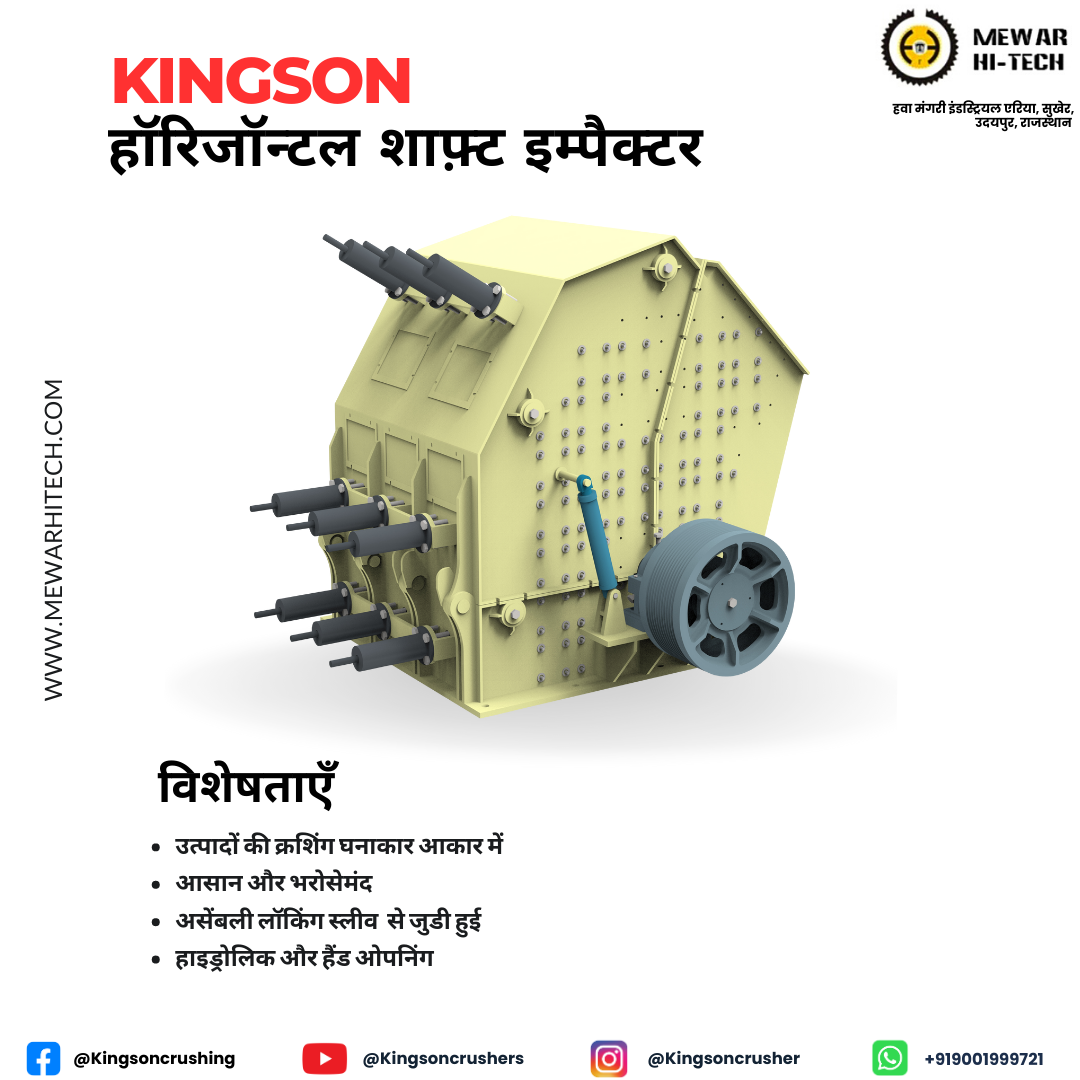 KINGSON
हॉरिजॉन्टल शाफ़्ट इम्पैक्टर
MEWAR
HI-TECH
हवा मंगरी इंडस्ट्रियल एरिया, सुखेर,
उदयपुर, राजस्थान
WWW.MEWARHITECH.COM
विशेषताएँ
• उत्पादों की क्रशिंग घनाकार आकार में
• आसान और भरोसेमंद
• असेंबली लॉकिंग स्लीव से जुडी हुई
• हाइड्रोलिक और हैंड ओपनिंग
@Kingsoncrushing
@Kingsoncrushers
@Kingsoncrusher
+919001999721